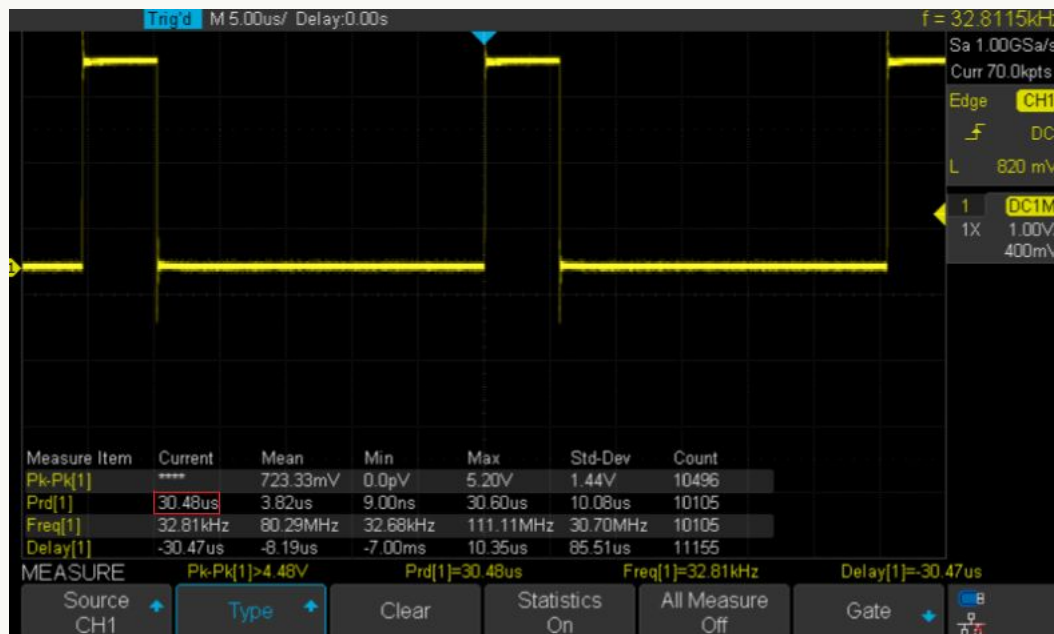 Trig'd M 5.00us/ Delay:0.00s f = 32.8115kHz
Sa 1.00GSa/s
Curr 70.0kpts
Edge CH1
DC
L 820 mV
1 DC1M
1X 1.00V/
400mV
1
Measure Item Current Mean Min Max Std-Dev Count
Pk-Pk[1] **** 723.33mV 0.0pV 5.20V 1.44V 10496
Prd[1] 30.48us 3.82us 9.00ns 30.60us 10.08us 10105
Freq[1] 32.81kHz 80.29MHz 32.68kHz 111.11MHz 30.70MHz 10105
Delay[1] -30.47us -8.19us -7.00ms 10.35us 85.51us 11155
MEASURE Pk-Pk[1]>4.48V Prd[1]=30.48us Freq[1]=32.81kHz Delay[1]=-30.47us
Source CH1
Type
Clear
Statistics On
All Measure Off
Gate
B